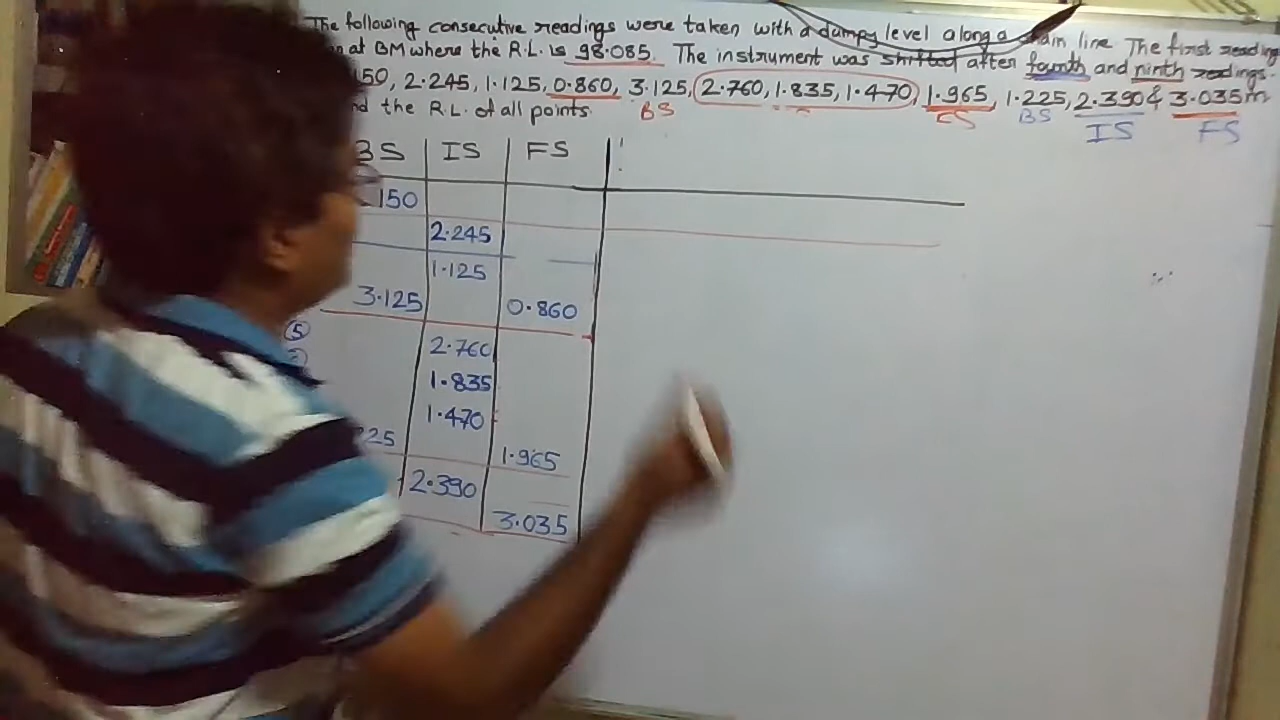 The following consecutive readings were taken with a dumpy level along a chain line The first reading
at BM where the R.L. is 98.085. The instrument was shifted after fourth and ninth readings.
150, 2.245, 1.125, 0.860, 3.125, 2.760, 1.835, 1.470, 1.965, 1.225, 2.390 & 3.035m
the R.L. of all points.
BS FS BS IS FS
BS IS FS
150
2.245
1.125
3.125 0.860
5
2.760
1.835
1.470
25 1.965
2.390
3.035